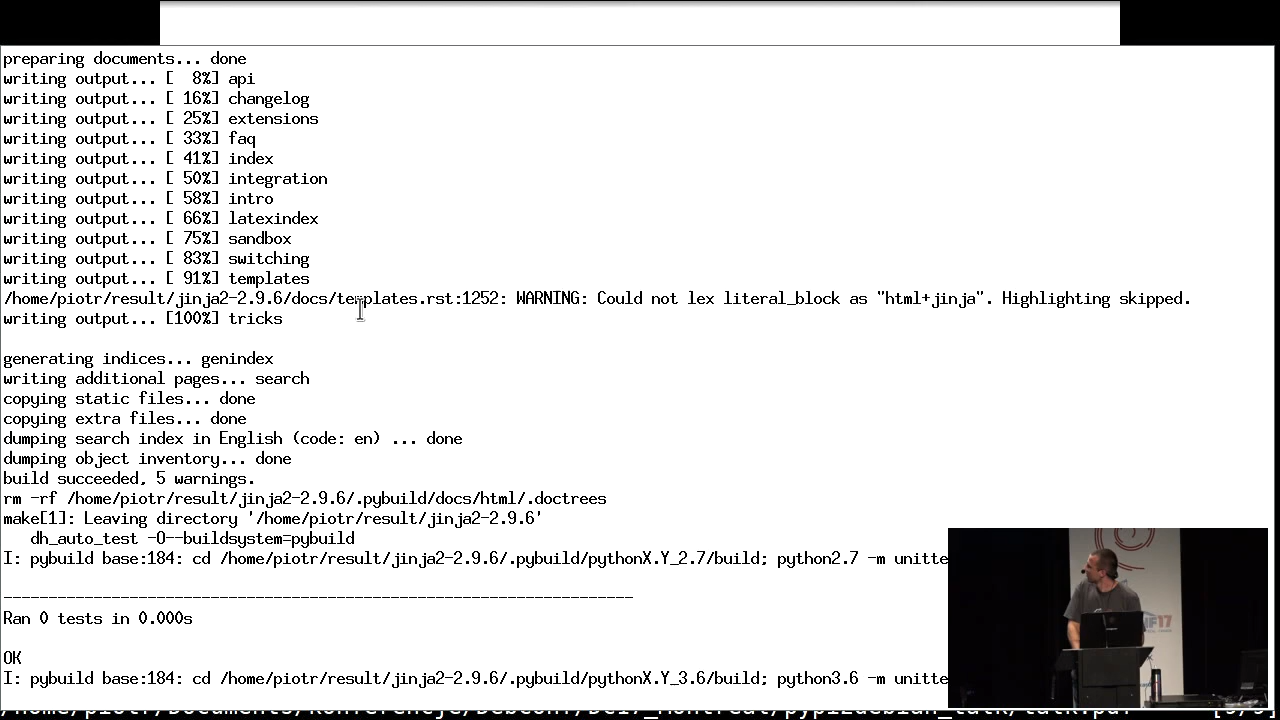 preparing documents... done
writing output... [  8%] api
writing output... [ 16%] changelog
writing output... [ 25%] extensions
writing output... [ 33%] faq
writing output... [ 41%] index
writing output... [ 50%] integration
writing output... [ 58%] intro
writing output... [ 66%] latexindex
writing output... [ 75%] sandbox
writing output... [ 83%] switching
writing output... [ 91%] templates
/home/piotr/result/jinja2-2.9.6/docs/templates.rst:1252: WARNING: Could not lex literal_block as "html+jinja". Highlighting skipped.
writing output... [100%] tricks
generating indices... genindex
writing additional pages... search
copying static files... done
copying extra files... done
dumping search index in English (code: en) ... done
dumping object inventory... done
build succeeded, 5 warnings.
rm -rf /home/piotr/result/jinja2-2.9.6/.pybuild/docs/html/.doctrees
make[1]: Leaving directory '/home/piotr/result/jinja2-2.9.6'
   dh_auto_test -O--buildsystem=pybuild
I: pybuild base:184: cd /home/piotr/result/jinja2-2.9.6/.pybuild/pythonX.Y_2.7/build; python2.7 -m unitte
----------------------------------------------------------------------
Ran 0 tests in 0.000s
OK
I: pybuild base:184: cd /home/piotr/result/jinja2-2.9.6/.pybuild/pythonX.Y_3.6/build; python3.6 -m unitte